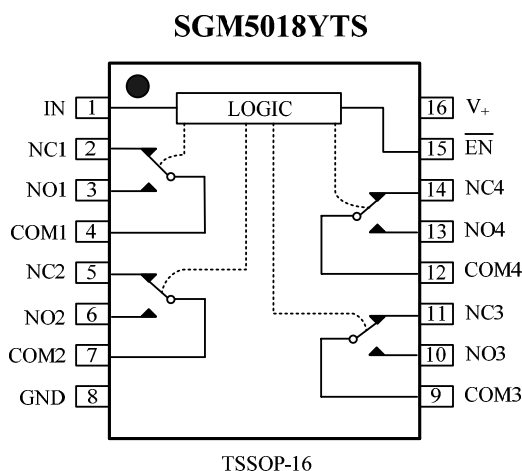 SGM5018YTS
IN 1 LOGIC 16 V+
NC1 2 15 EN
NO1 3 14 NC4
COM1 4 13 NO4
NC2 5 12 COM4
NO2 6 11 NC3
COM2 7 10 NO3
GND 8 9 COM3
TSSOP-16